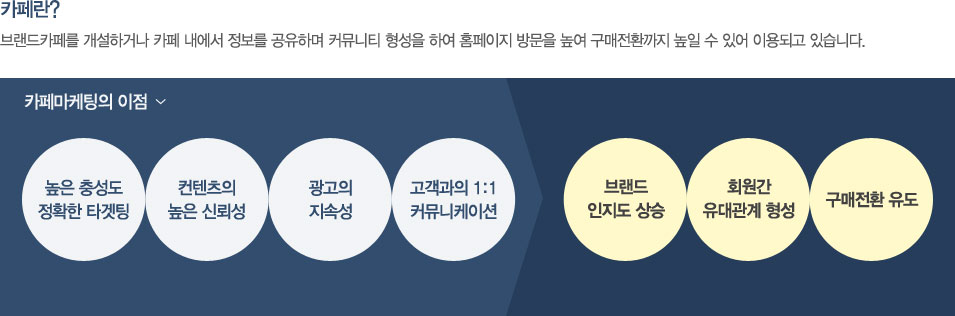 카페란?
브랜드카페를 개설하거나 카페 내에서 정보를 공유하며 커뮤니티 형성을 하여 홈페이지 방문을 높여 구매전환까지 높일 수 있어 이용되고 있습니다.
카페마케팅의 이점
높은 충성도
정확한 타겟팅
컨텐츠의
높은 신뢰성
광고의
지속성
고객과의 1:1
커뮤니케이션
브랜드
인지도 상승
회원간
유대관계 형성
구매전환 유도